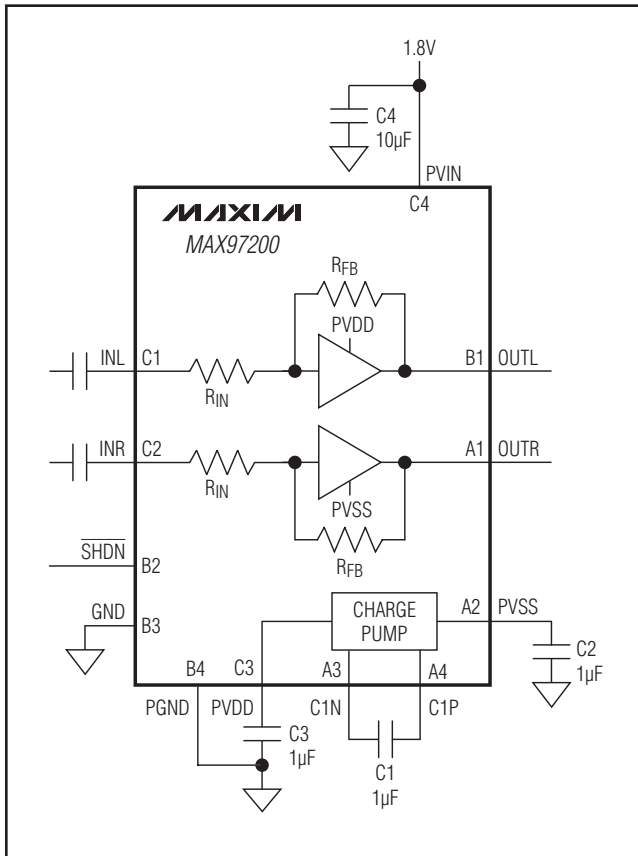 1.8V
C4
10µF
PVIN
C4
MAXIM
MAX97200
RFB
PVDD
INL
C1
RIN
B1
OUTL
INR
C2
RIN
A1
OUTR
PVSS
RFB
SHDN
B2
GND
B3
CHARGE
PUMP
A2
PVSS
C2
1µF
B4
C3
A3
A4
PGND
PVDD
C1N
C1P
C3
1µF
C1
1µF